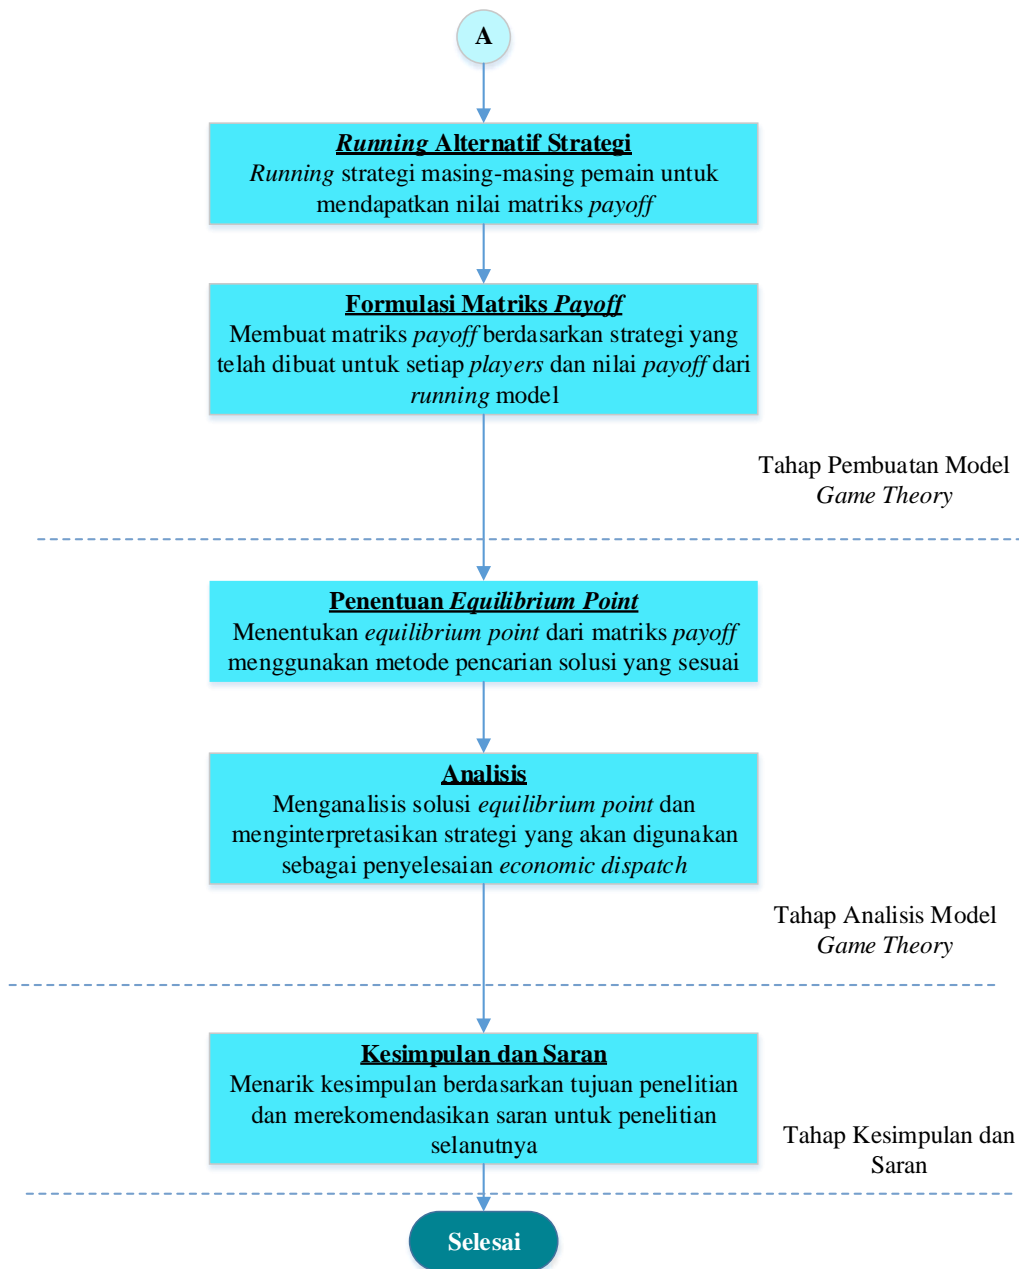 A
Running Alternatif Strategi
Running strategi masing-masing pemain untuk
mendapatkan nilai matriks payoff
Formulasi Matriks Payoff
Membuat matriks payoff berdasarkan strategi yang
telah dibuat untuk setiap players dan nilai payoff dari
running model
Tahap Pembuatan Model
Game Theory
Penentuan Equilibrium Point
Menentukan equilibrium point dari matriks payoff
menggunakan metode pencarian solusi yang sesuai
Analisis
Menganalisis solusi equilibrium point dan
menginterpretasikan strategi yang akan digunakan
sebagai penyelesaian economic dispatch
Tahap Analisis Model
Game Theory
Kesimpulan dan Saran
Menarik kesimpulan berdasarkan tujuan penelitian
dan merekomendasikan saran untuk penelitian
selanutnya
Tahap Kesimpulan dan
Saran
Selesai